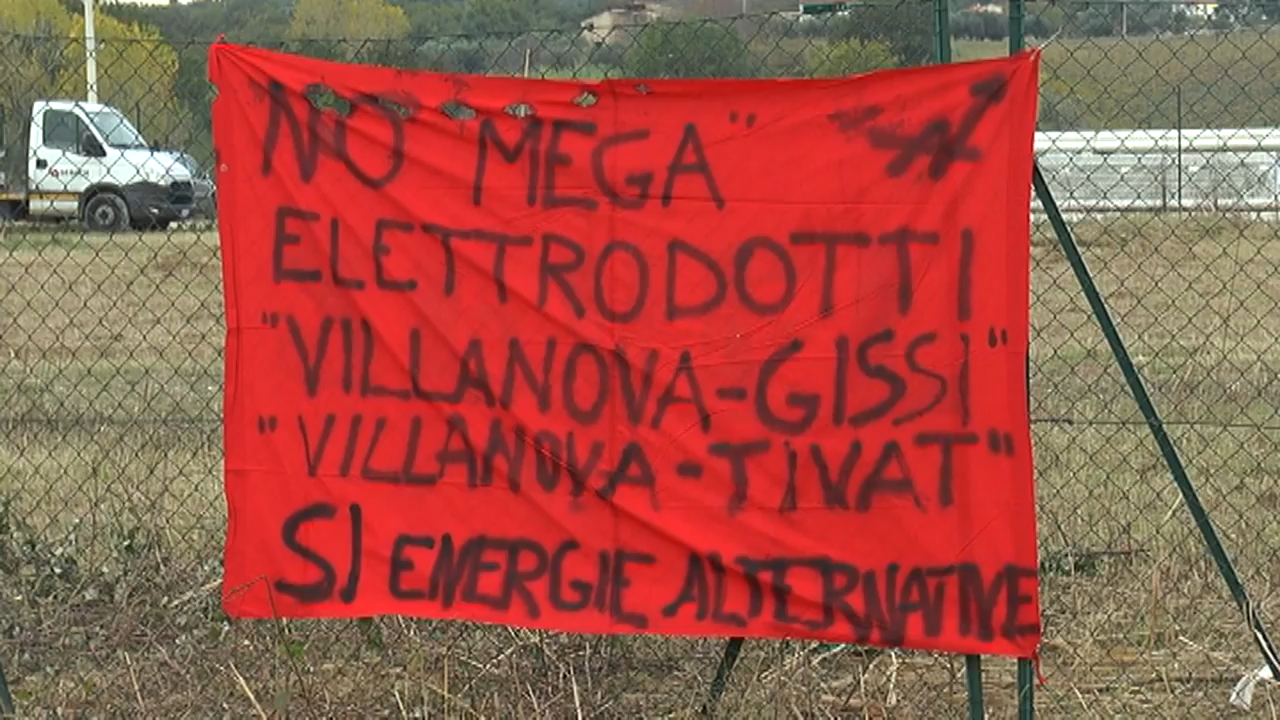 NO MEGA"
ELETTRODOTTI
"VILLANOVA-GISSI"
"VILLANOVA-TIVAT"
SI ENERGIE ALTERNATIVE